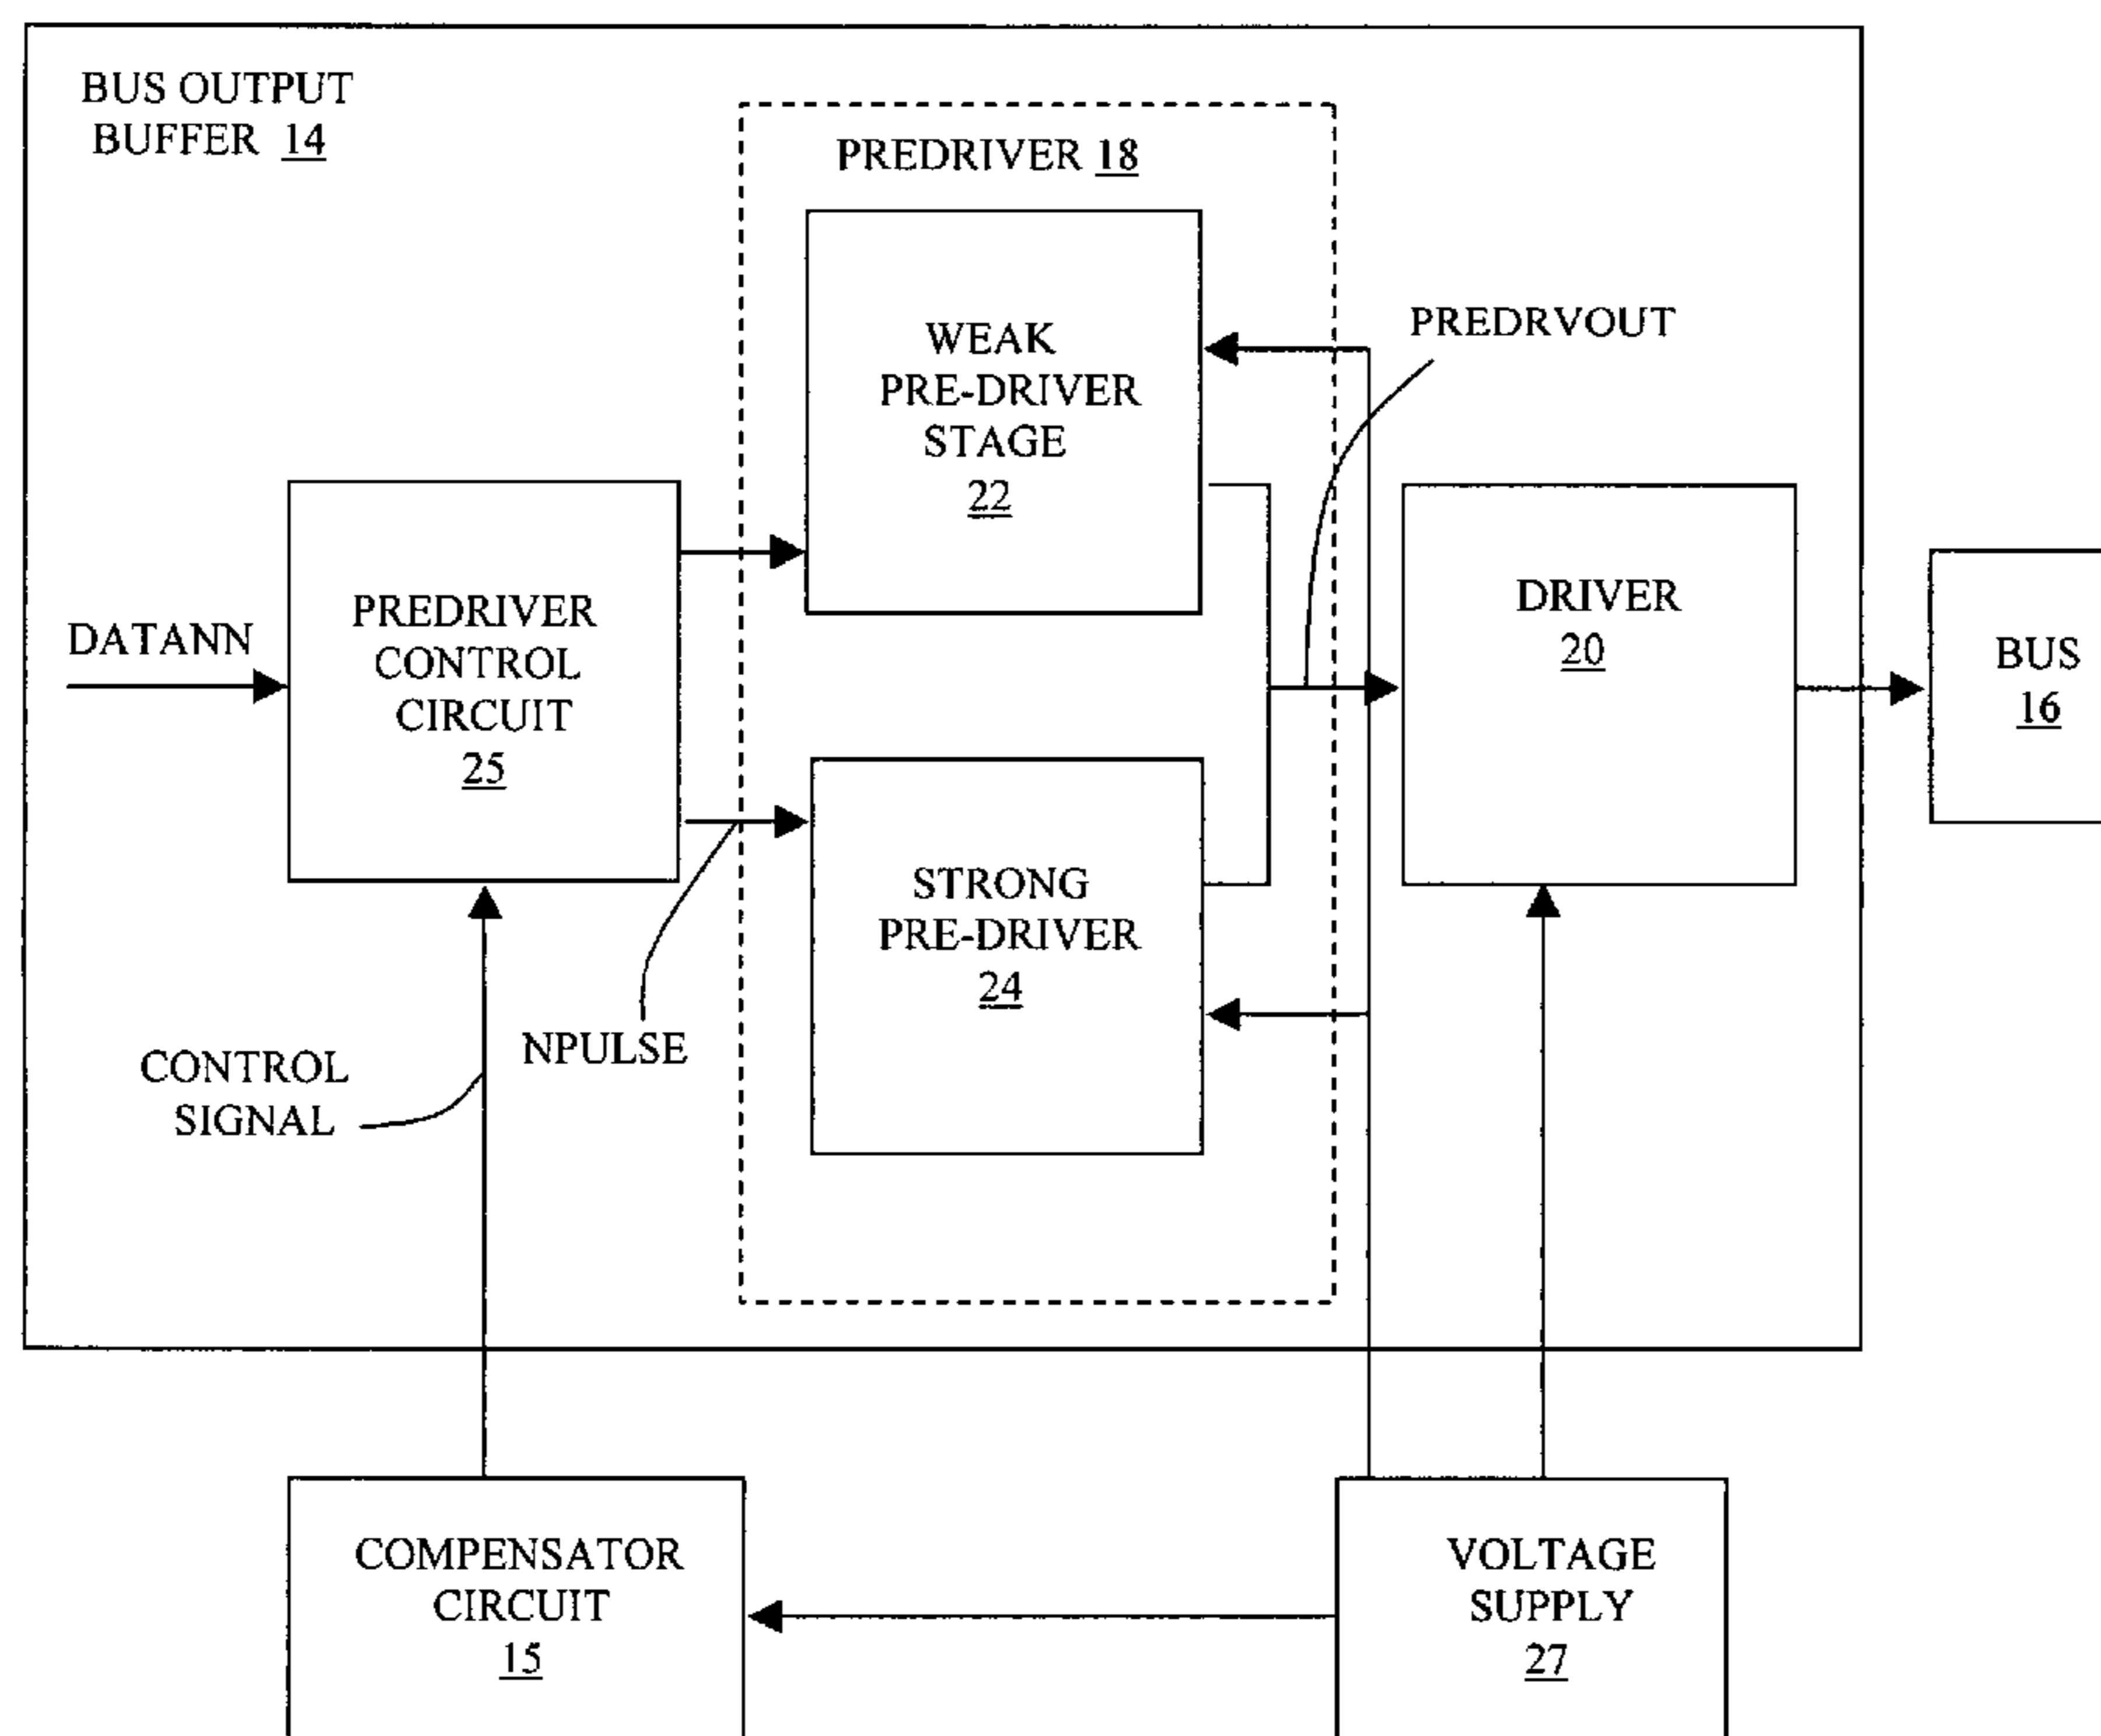 BUS OUTPUT
BUFFER 14
PREDRIVER 18
WEAK
PRE-DRIVER
STAGE
22
PREDRVOUT
DATANN
PREDRIVER
CONTROL
CIRCUIT
25
DRIVER
20
BUS
16
STRONG
PRE-DRIVER
24
NPULSE
CONTROL
SIGNAL
COMPENSATOR
CIRCUIT
15
VOLTAGE
SUPPLY
27